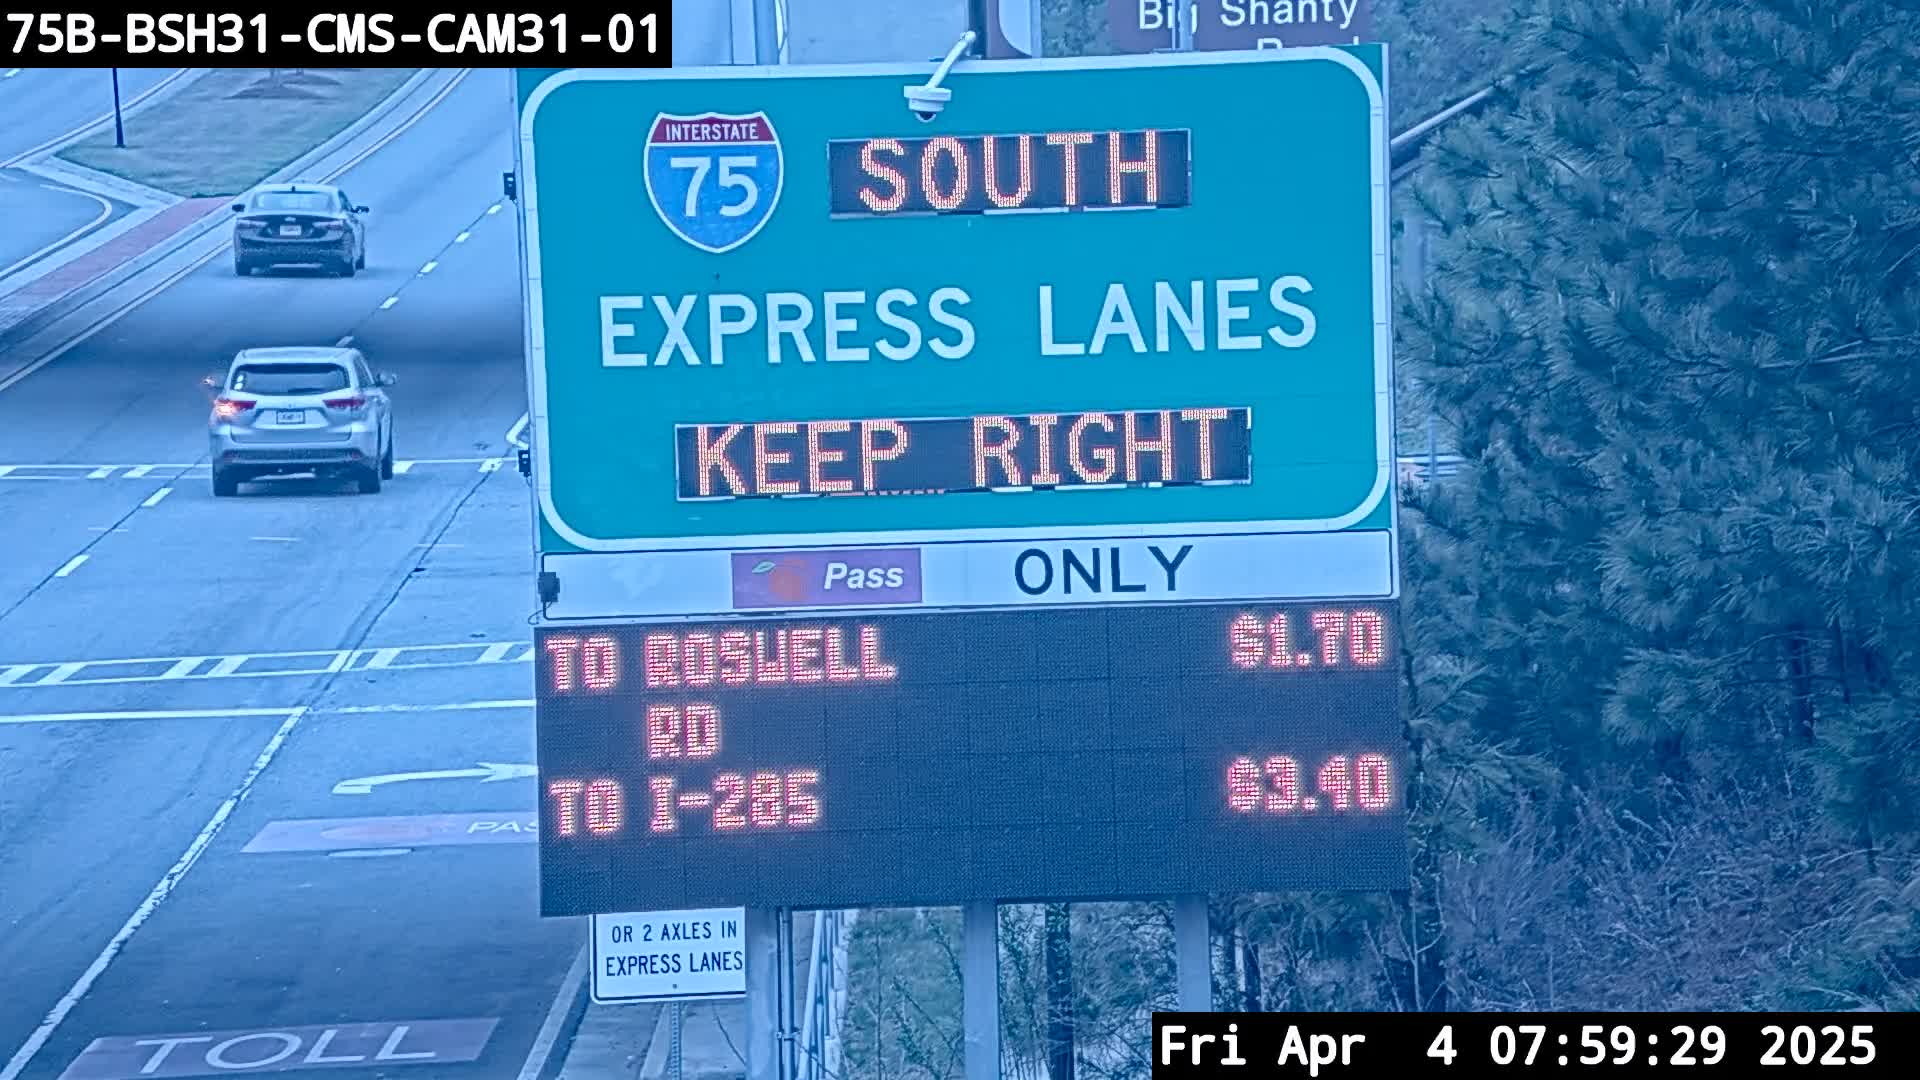 75B-BSH31-CMS-CAM31-01
Big Shanty
INTERSTATE
75
SOUTH
EXPRESS LANES
KEEP RIGHT
Pass ONLY
TO ROSWELL $1.70
RD
TO I-285 $3.40
OR 2 AXLES IN
EXPRESS LANES
TOLL
Fri Apr 4 07:59:29 2025